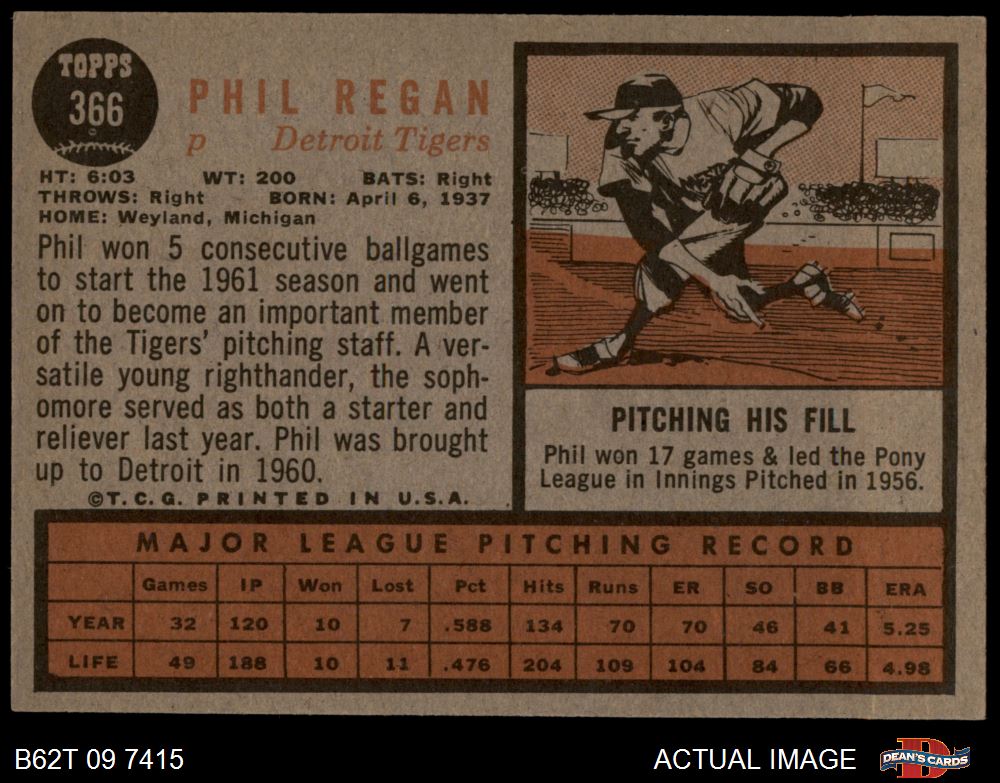 TOPPS
366
PHIL REGAN
p Detroit Tigers
HT: 6:03 WT: 200 BATS: Right
THROWS: Right BORN: April 6, 1937
HOME: Weyland, Michigan
Phil won 5 consecutive ballgames
to start the 1961 season and went
on to become an important member
of the Tigers' pitching staff. A ver-
satile young righthander, the soph-
omore served as both a starter and
reliever last year. Phil was brought
up to Detroit in 1960.
©T.C.G. PRINTED IN U.S.A.
PITCHING HIS FILL
Phil won 17 games & led the Pony
League in Innings Pitched in 1956.
MAJOR LEAGUE PITCHING RECORD
Games IP Won Lost Pct Hits Runs ER SO BB ERA
YEAR 32 120 10 7 .588 134 70 70 46 41 5.25
LIFE 49 188 10 11 .476 204 109 104 84 66 4.98
B62T 09 7415 ACTUAL IMAGE DEAN'S CARDS